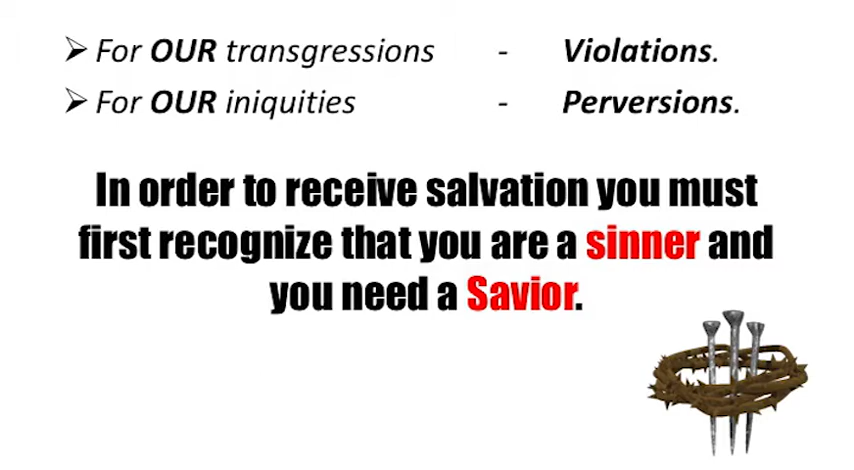 ➢ For OUR transgressions - Violations.
➢ For OUR iniquities - Perversions.
In order to receive salvation you must
first recognize that you are a sinner and
you need a Savior.